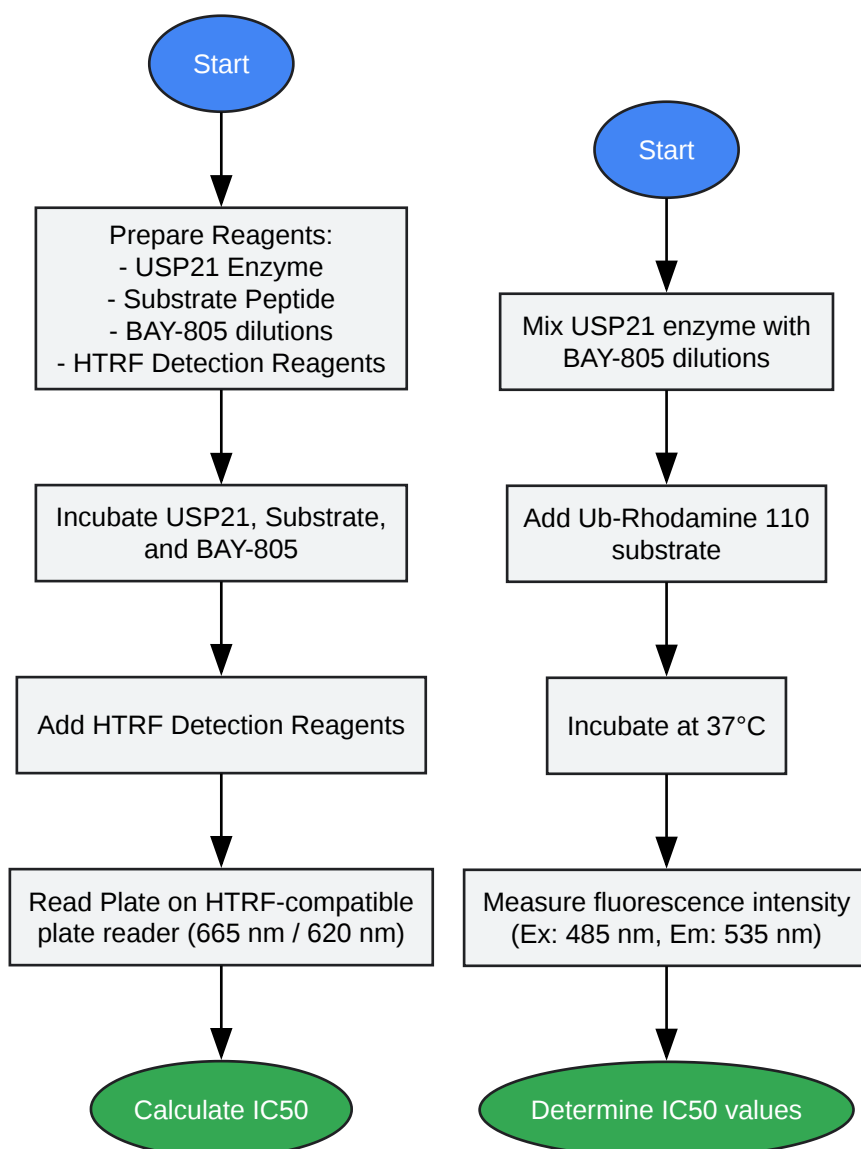 Start
Prepare Reagents:
- USP21 Enzyme
- Substrate Peptide
- BAY-805 dilutions
- HTRF Detection Reagents
Incubate USP21, Substrate,
and BAY-805
Add HTRF Detection Reagents
Read Plate on HTRF-compatible
plate reader (665 nm / 620 nm)
Calculate IC50
Start
Mix USP21 enzyme with
BAY-805 dilutions
Add Ub-Rhodamine 110
substrate
Incubate at 37°C
Measure fluorescence intensity
(Ex: 485 nm, Em: 535 nm)
Determine IC50 values